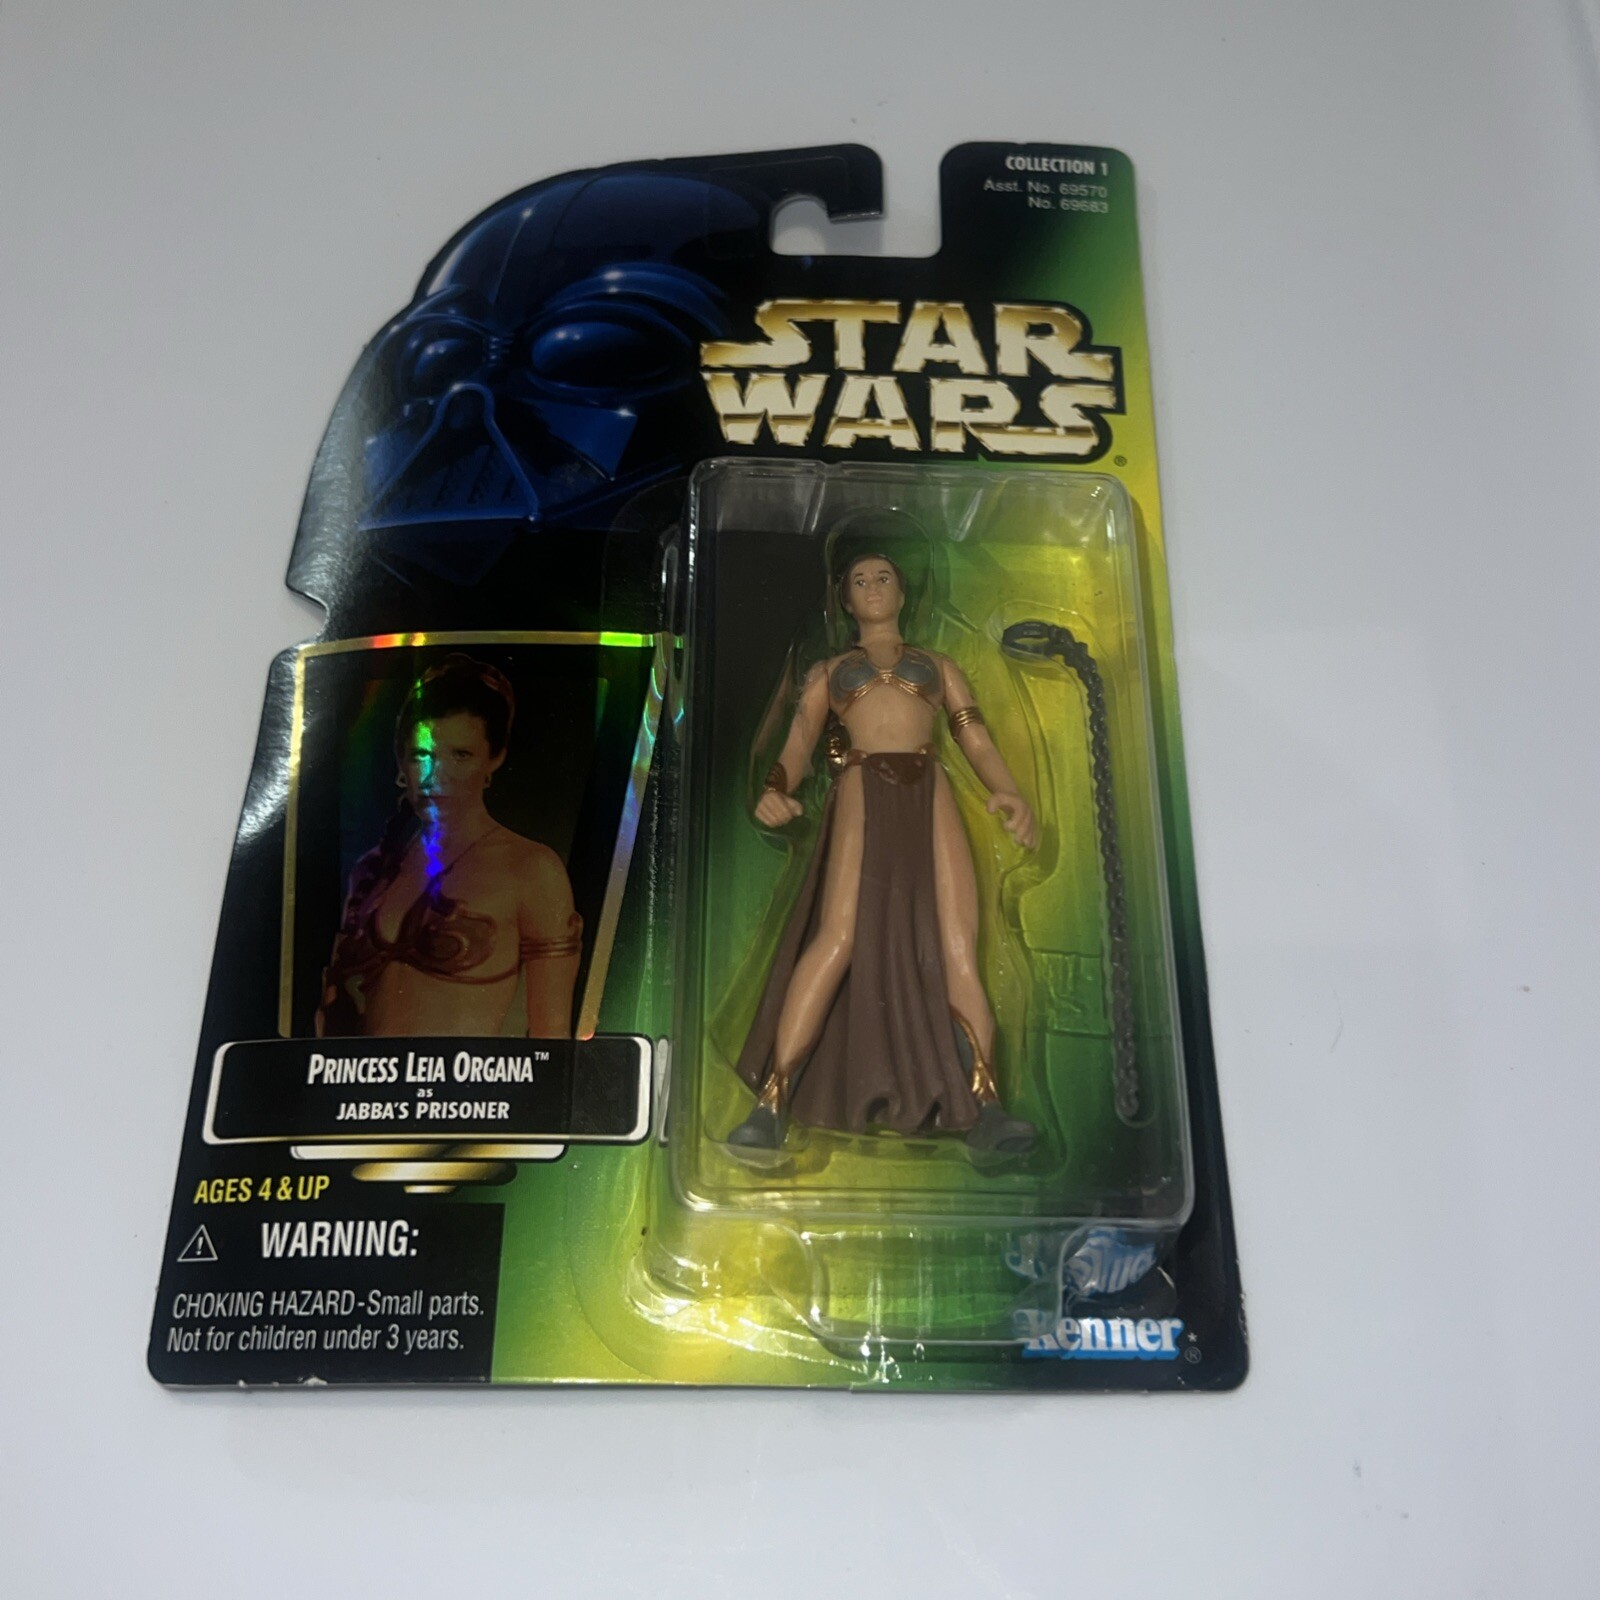 COLLECTION 1
Asst. No. 69570
No. 69683
STAR
WARS®
PRINCESS LEIA ORGANA™
as
JABBA'S PRISONER
AGES 4 & UP
WARNING:
CHOKING HAZARD-Small parts.
Not for children under 3 years.
Kenner®